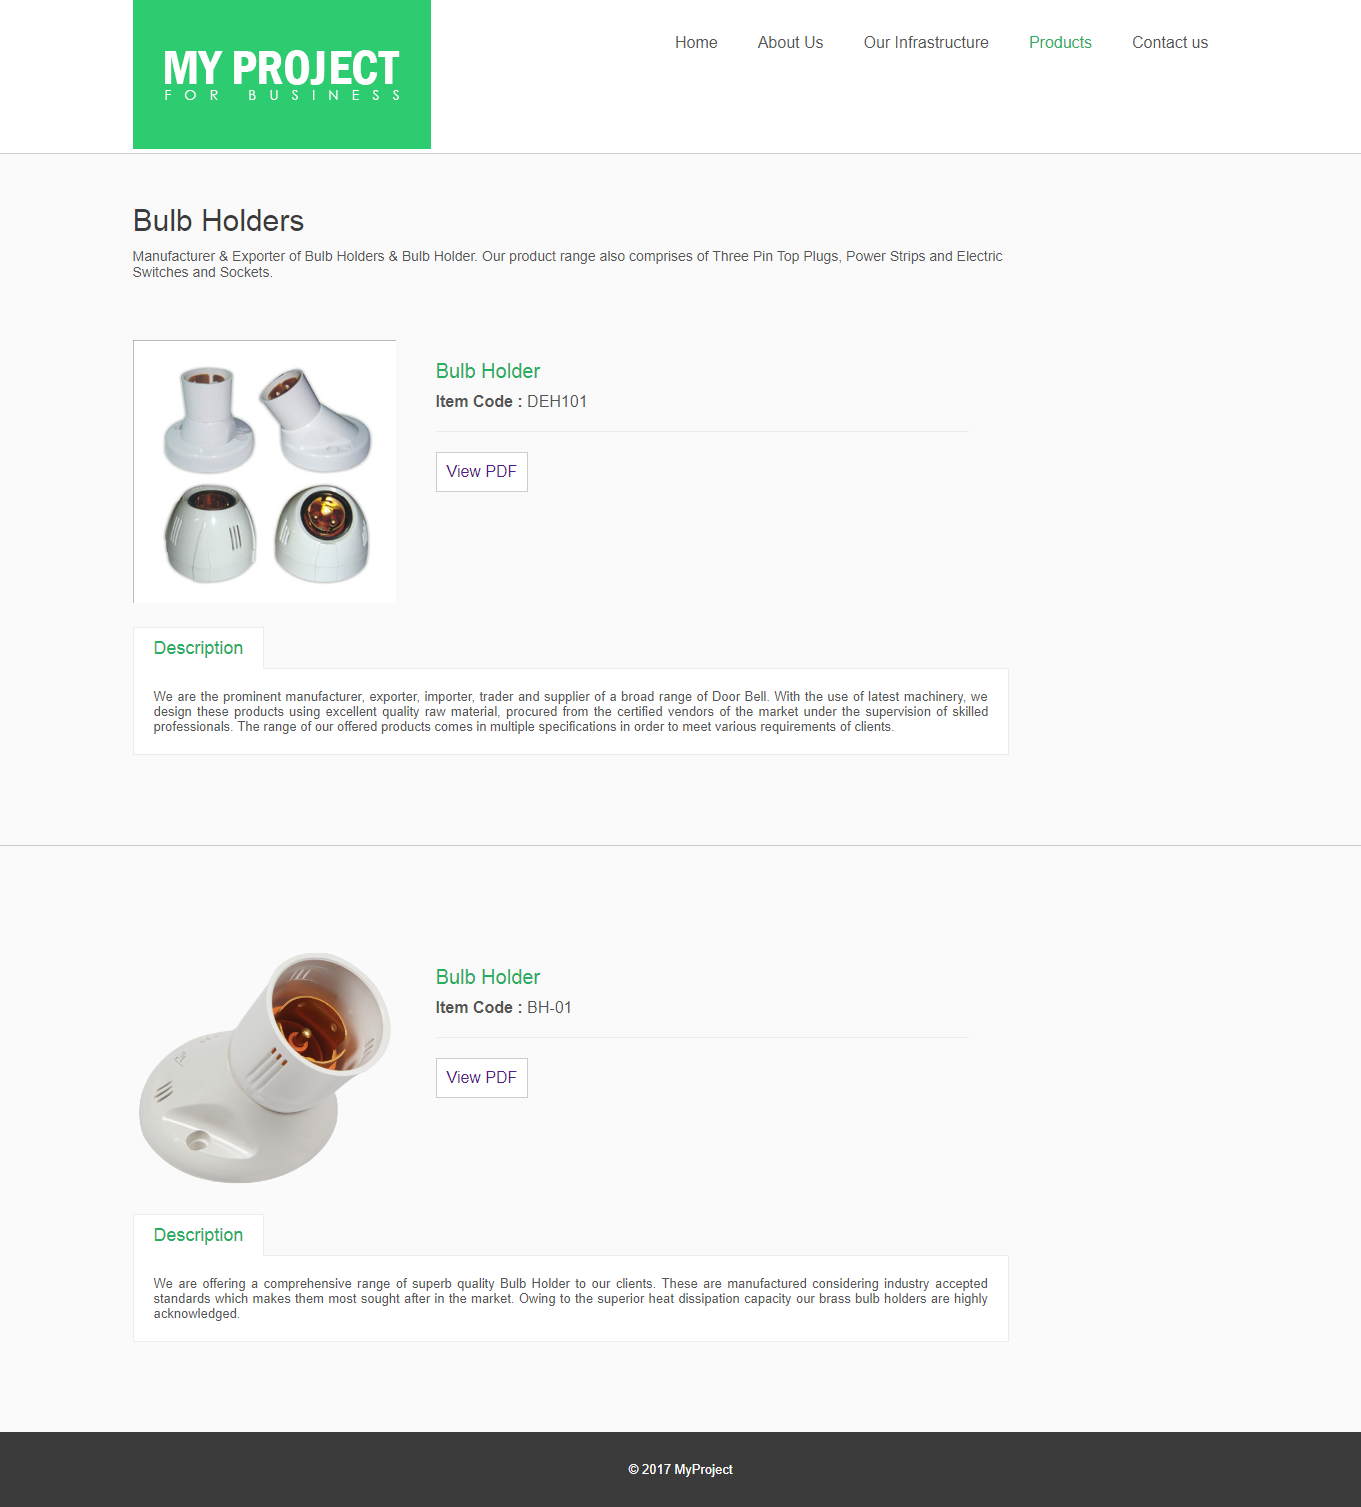 MY PROJECT
FOR BUSINESS
Home About Us Our Infrastructure Products Contact us
Bulb Holders
Manufacturer & Exporter of Bulb Holders & Bulb Holder. Our product range also comprises of Three Pin Top Plugs, Power Strips and Electric
Switches and Sockets.
Bulb Holder
Item Code : DEH101
View PDF
Description
We are the prominent manufacturer, exporter, importer, trader and supplier of a broad range of Door Bell. With the use of latest machinery, we
design these products using excellent quality raw material, procured from the certified vendors of the market under the supervision of skilled
professionals. The range of our offered products comes in multiple specifications in order to meet various requirements of clients.
Bulb Holder
Item Code : BH-01
View PDF
Description
We are offering a comprehensive range of superb quality Bulb Holder to our clients. These are manufactured considering industry accepted
standards which makes them most sought after in the market. Owing to the superior heat dissipation capacity our brass bulb holders are highly
acknowledged.
© 2017 MyProject